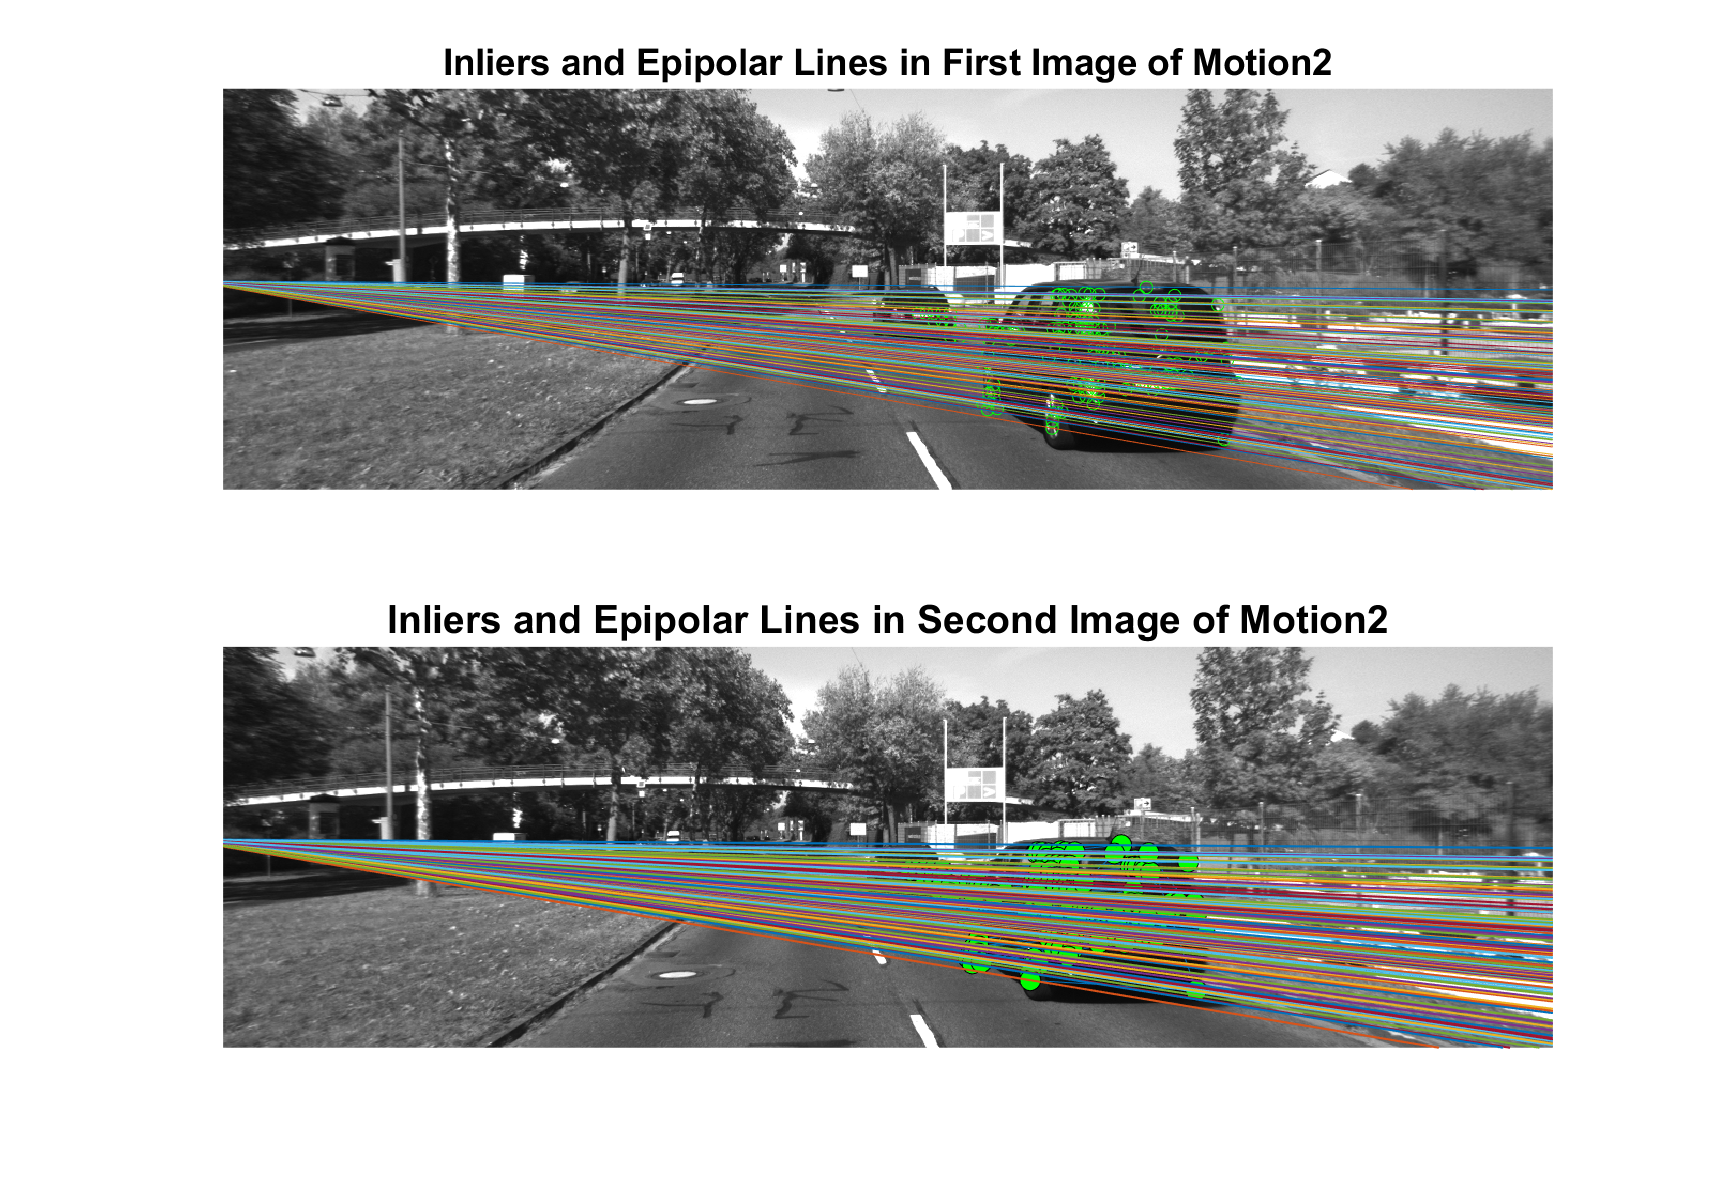 Inliers and Epipolar Lines in First Image of Motion2
Inliers and Epipolar Lines in Second Image of Motion2